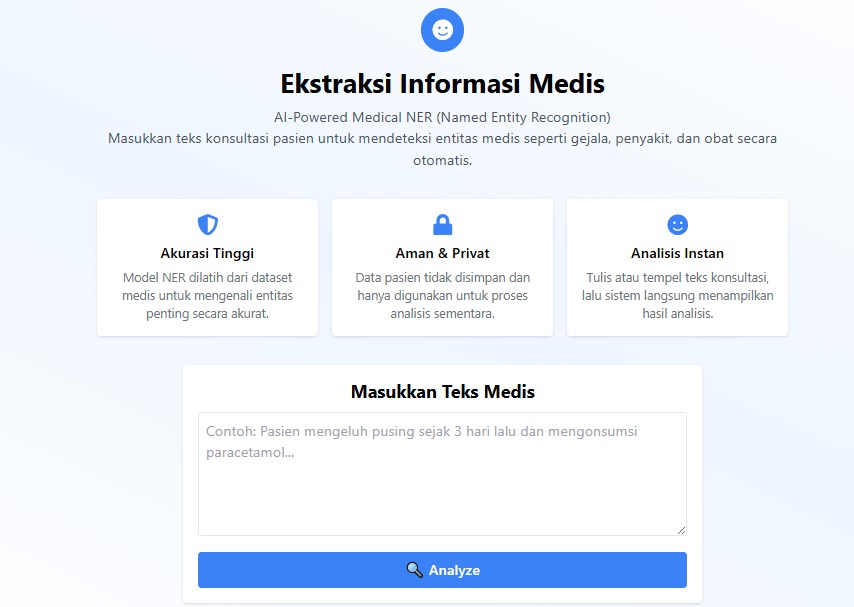 Ekstraksi Informasi Medis
AI-Powered Medical NER (Named Entity Recognition)
Masukkan teks konsultasi pasien untuk mendeteksi entitas medis seperti gejala, penyakit, dan obat secara
otomatis.
Akurasi Tinggi
Model NER dilatih dari dataset
medis untuk mengenali entitas
penting secara akurat.
Aman & Privat
Data pasien tidak disimpan dan
hanya digunakan untuk proses
analisis sementara.
Analisis Instan
Tulis atau tempel teks konsultasi,
lalu sistem langsung menampilkan
hasil analisis.
Masukkan Teks Medis
Contoh: Pasien mengeluh pusing sejak 3 hari lalu dan mengonsumsi
paracetamol...
Analyze